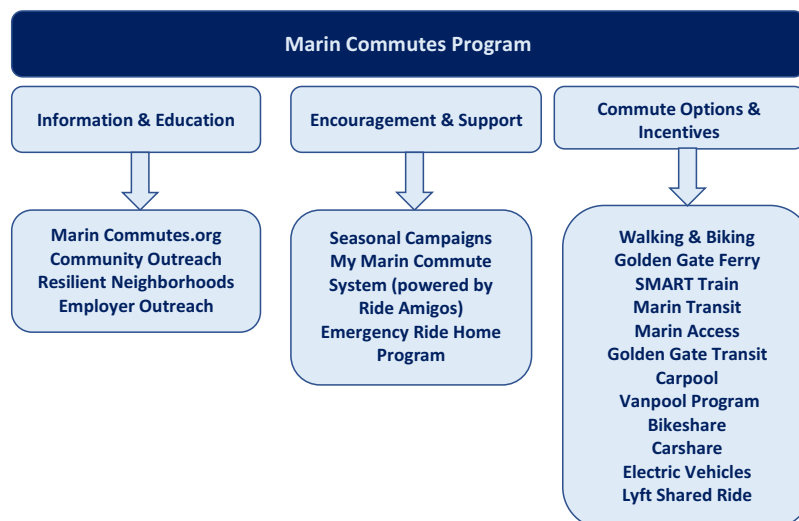 Marin Commutes Program
Information & Education
Encouragement & Support
Commute Options &
Incentives
Marin Commutes.org
Community Outreach
Resilient Neighborhoods
Employer Outreach
Seasonal Campaigns
My Marin Commute
System (powered by
Ride Amigos)
Emergency Ride Home
Program
Walking & Biking
Golden Gate Ferry
SMART Train
Marin Transit
Marin Access
Golden Gate Transit
Carpool
Vanpool Program
Bikeshare
Carshare
Electric Vehicles
Lyft Shared Ride